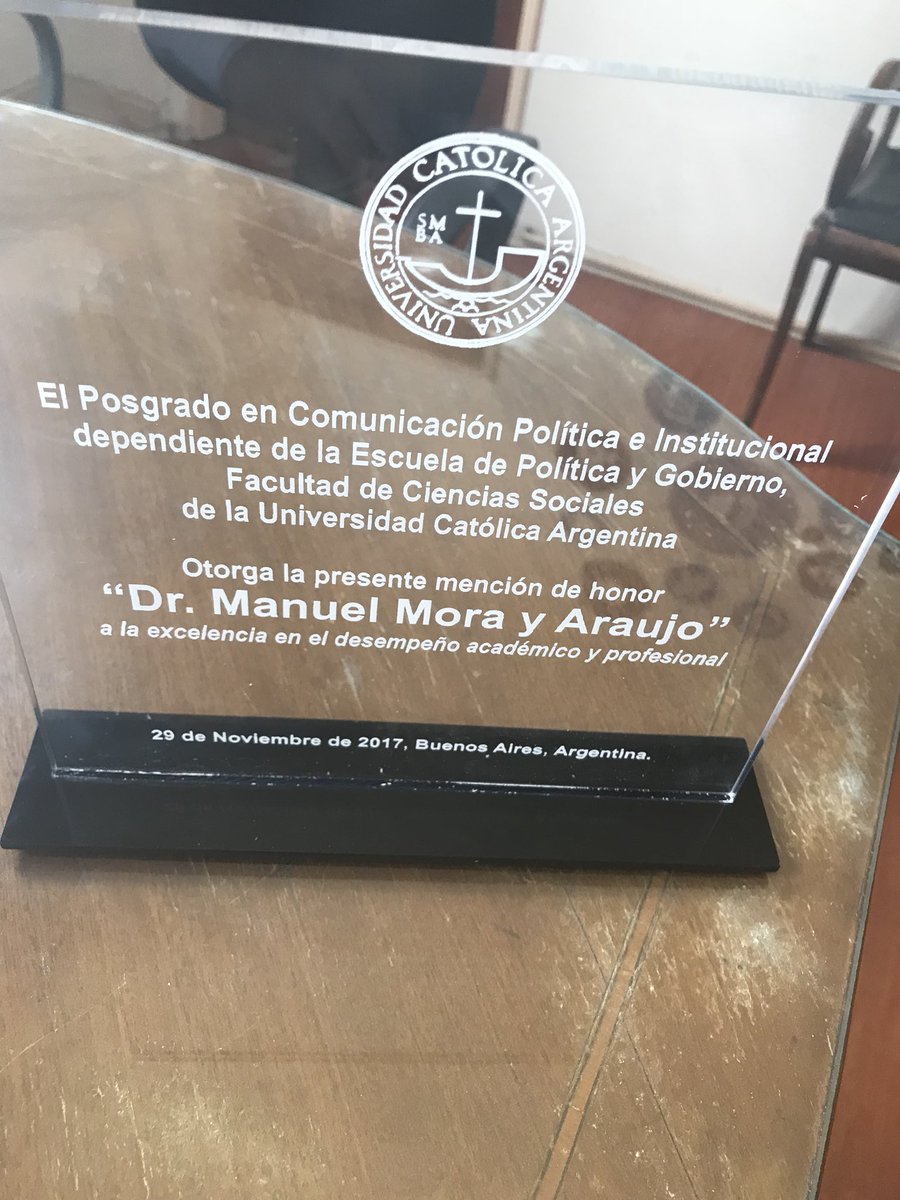 UNIVERSIDAD CATOLICA ARGENTINA
SM
BA
El Posgrado en Comunicación Política e Institucional
dependiente de la Escuela de Política y Gobierno,
Facultad de Ciencias Sociales
de la Universidad Católica Argentina
Otorga la presente mención de honor
“Dr. Manuel Mora y Araujo”
a la excelencia en el desempeño académico y profesional
29 de Noviembre de 2017, Buenos Aires, Argentina.